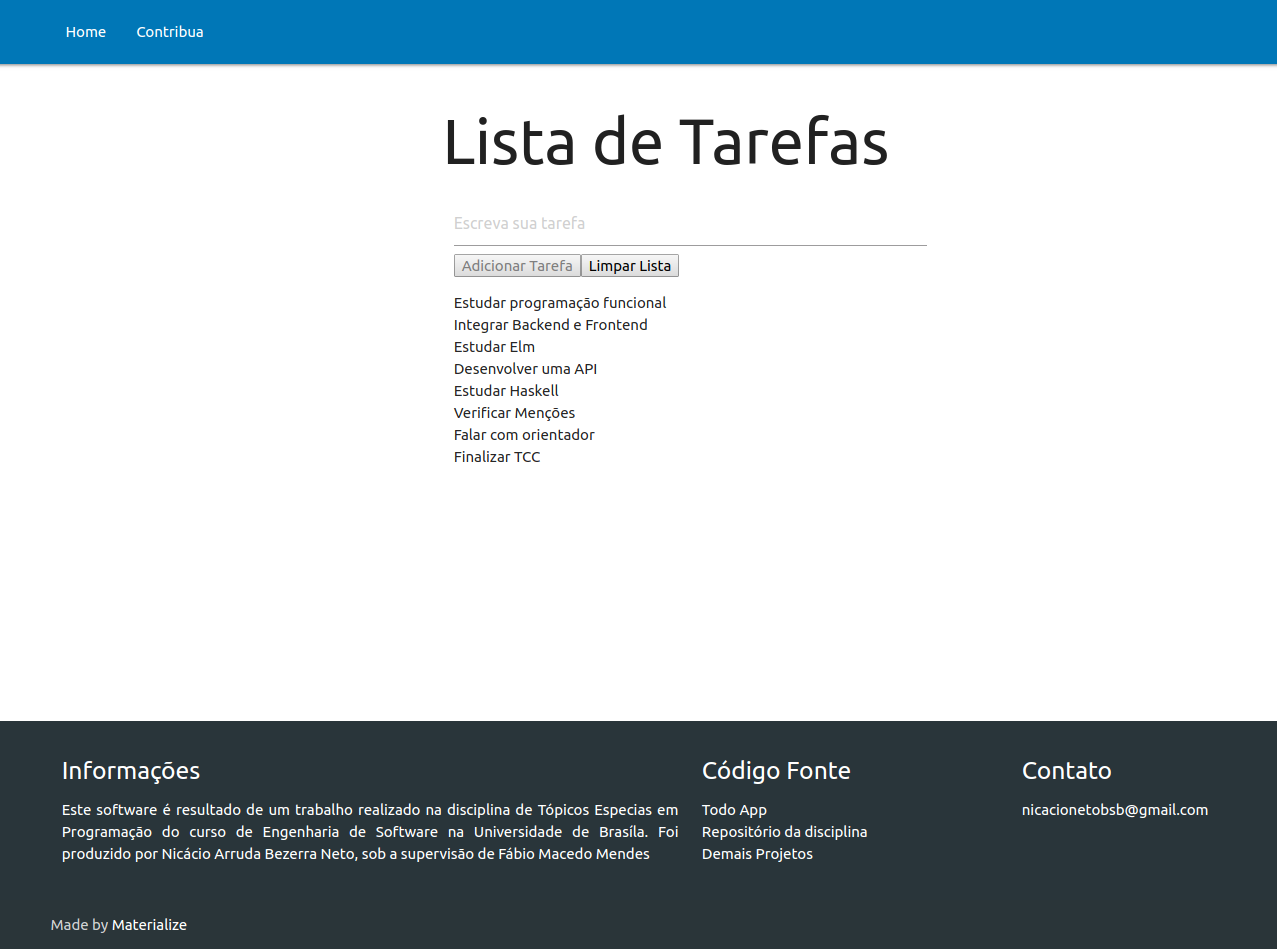 Home Contribua
Lista de Tarefas
Escreva sua tarefa
Adicionar Tarefa Limpar Lista
Estudar programação funcional
Integrar Backend e Frontend
Estudar Elm
Desenvolver uma API
Estudar Haskell
Verificar Menções
Falar com orientador
Finalizar TCC
Informações
Este software é resultado de um trabalho realizado na disciplina de Tópicos Especias em
Programação do curso de Engenharia de Software na Universidade de Brasíla. Foi
produzido por Nicácio Arruda Bezerra Neto, sob a supervisão de Fábio Macedo Mendes
Código Fonte
Todo App
Repositório da disciplina
Demais Projetos
Contato
nicacionetobsb@gmail.com
Made by Materialize